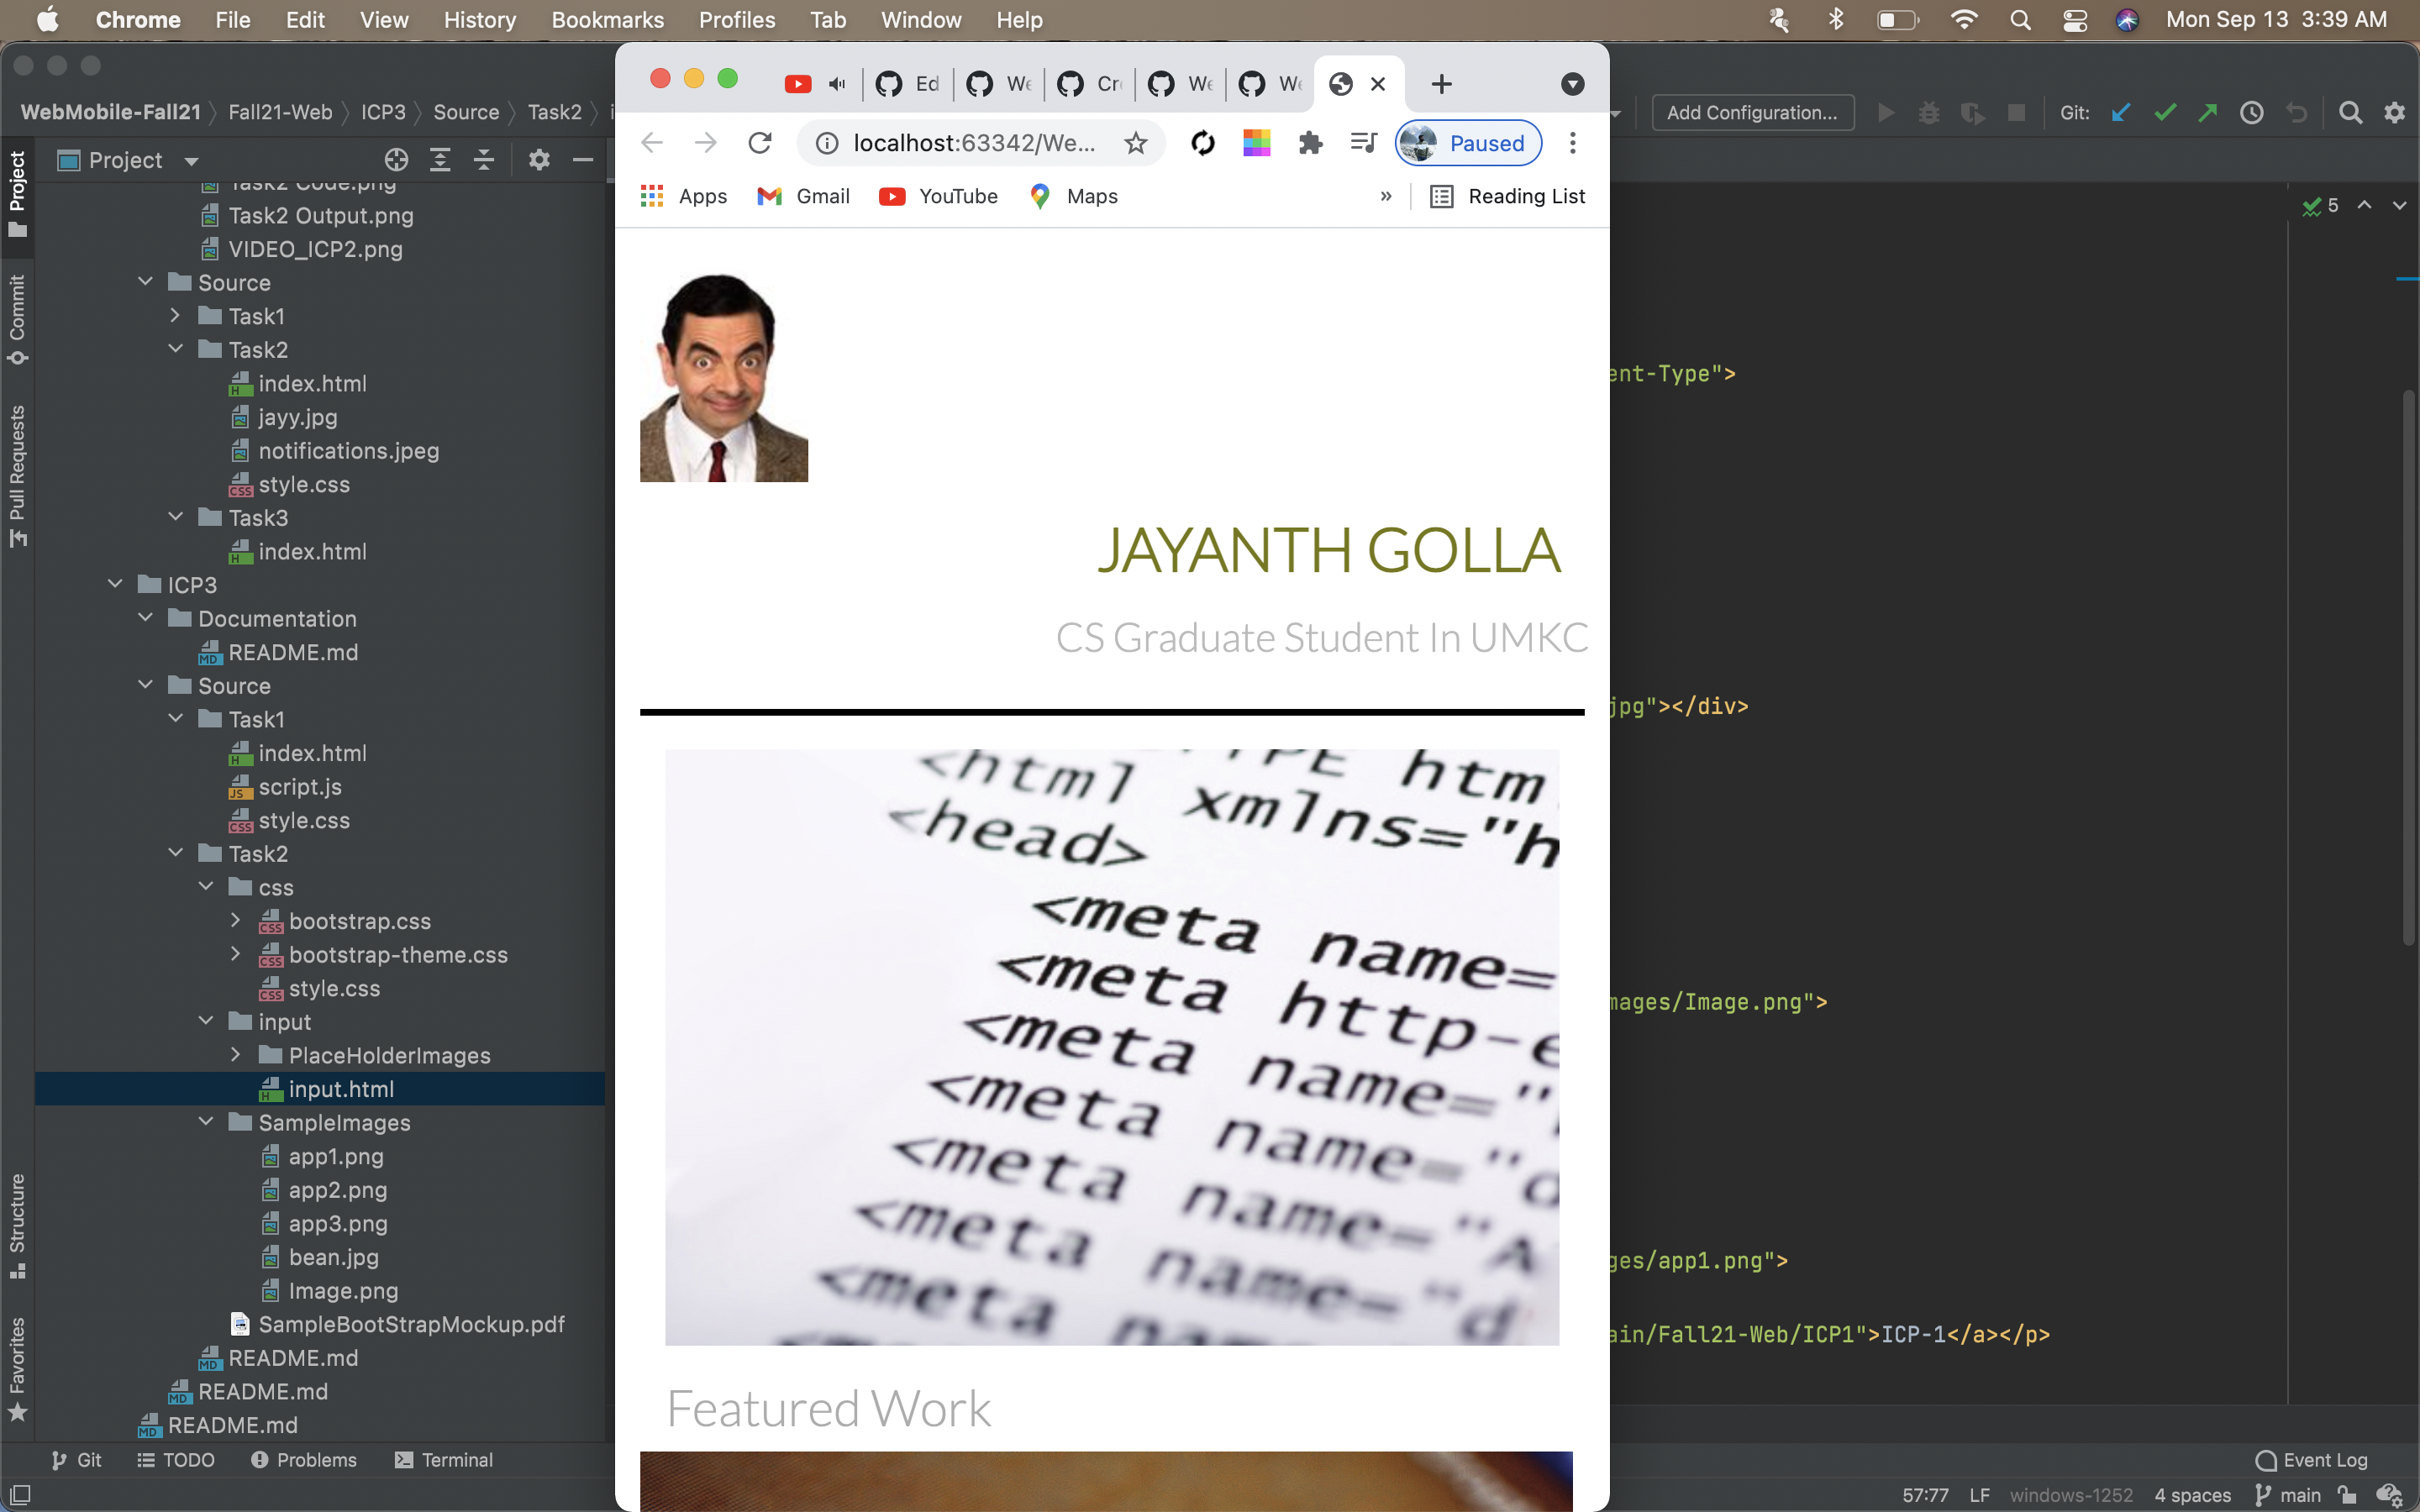 Chrome File Edit View History Bookmarks Profiles Tab Window Help Mon Sep 13 3:39 AM
WebMobile-Fall21 Fall21-Web ICP3 Source Task2
Add Configuration... Git:
Ed We Cr We We
localhost:63342/We... Paused
Apps Gmail YouTube Maps » Reading List
Project
Project
Commit
Pull Requests
Structure
Favorites
Task2 Code.png
Task2 Output.png
VIDEO_ICP2.png
Source
Task1
Task2
index.html
jayy.jpg
notifications.jpeg
style.css
Task3
index.html
ICP3
Documentation
README.md
Source
Task1
index.html
script.js
style.css
Task2
css
bootstrap.css
bootstrap-theme.css
style.css
input
PlaceHolderImages
input.html
SampleImages
app1.png
app2.png
app3.png
bean.jpg
Image.png
SampleBootStrapMockup.pdf
README.md
README.md
README.md
JAYANTH GOLLA
CS Graduate Student In UMKC
YPE htm
<html xmlns="h
<head>
<meta name=
<meta http-e
<meta name="
<meta name="d
<meta name="A
<meta name="d
<meta name=
Featured Work
5
ent-Type">
jpg"></div>
mages/Image.png">
ges/app1.png">
ain/Fall21-Web/ICP1">ICP-1</a></p>
Git TODO Problems Terminal Event Log
57:77 LF windows-1252 4 spaces main